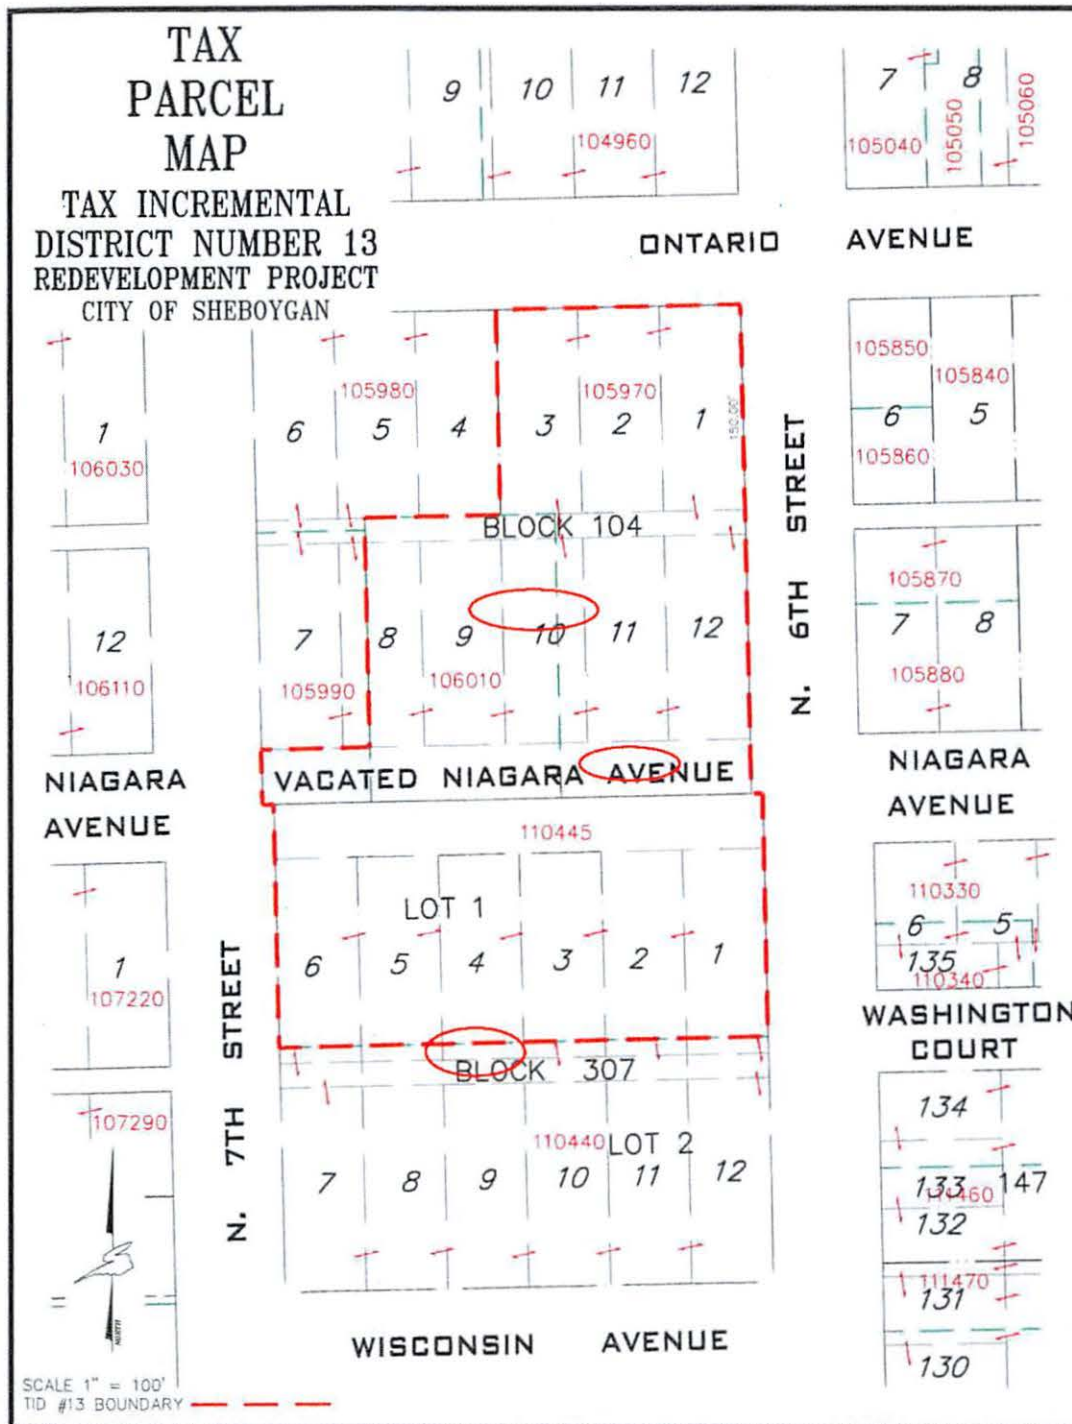 TAX
PARCEL
MAP
TAX INCREMENTAL
DISTRICT NUMBER 13
REDEVELOPMENT PROJECT
CITY OF SHEBOYGAN
9 10 11 12
104960
7 8
105040
105050
105060
ONTARIO AVENUE
1
106030
6 5 4
105980
3 2 1
105970
150.00'
105850
105840
6 5
105860
BLOCK 104
N. 6TH STREET
12
106110
7
105990
8 9 10 11 12
106010
105870
7 8
105880
NIAGARA
AVENUE
VACATED NIAGARA AVENUE
NIAGARA
AVENUE
110445
LOT 1
6 5 4 3 2 1
1
107220
N. 7TH STREET
110330
6 5
135
110340
WASHINGTON
COURT
BLOCK 307
107290
110440
LOT 2
7 8 9 10 11 12
134
133
147
111460
132
111470
131
130
NORTH
WISCONSIN AVENUE
SCALE 1" = 100'
TID #13 BOUNDARY